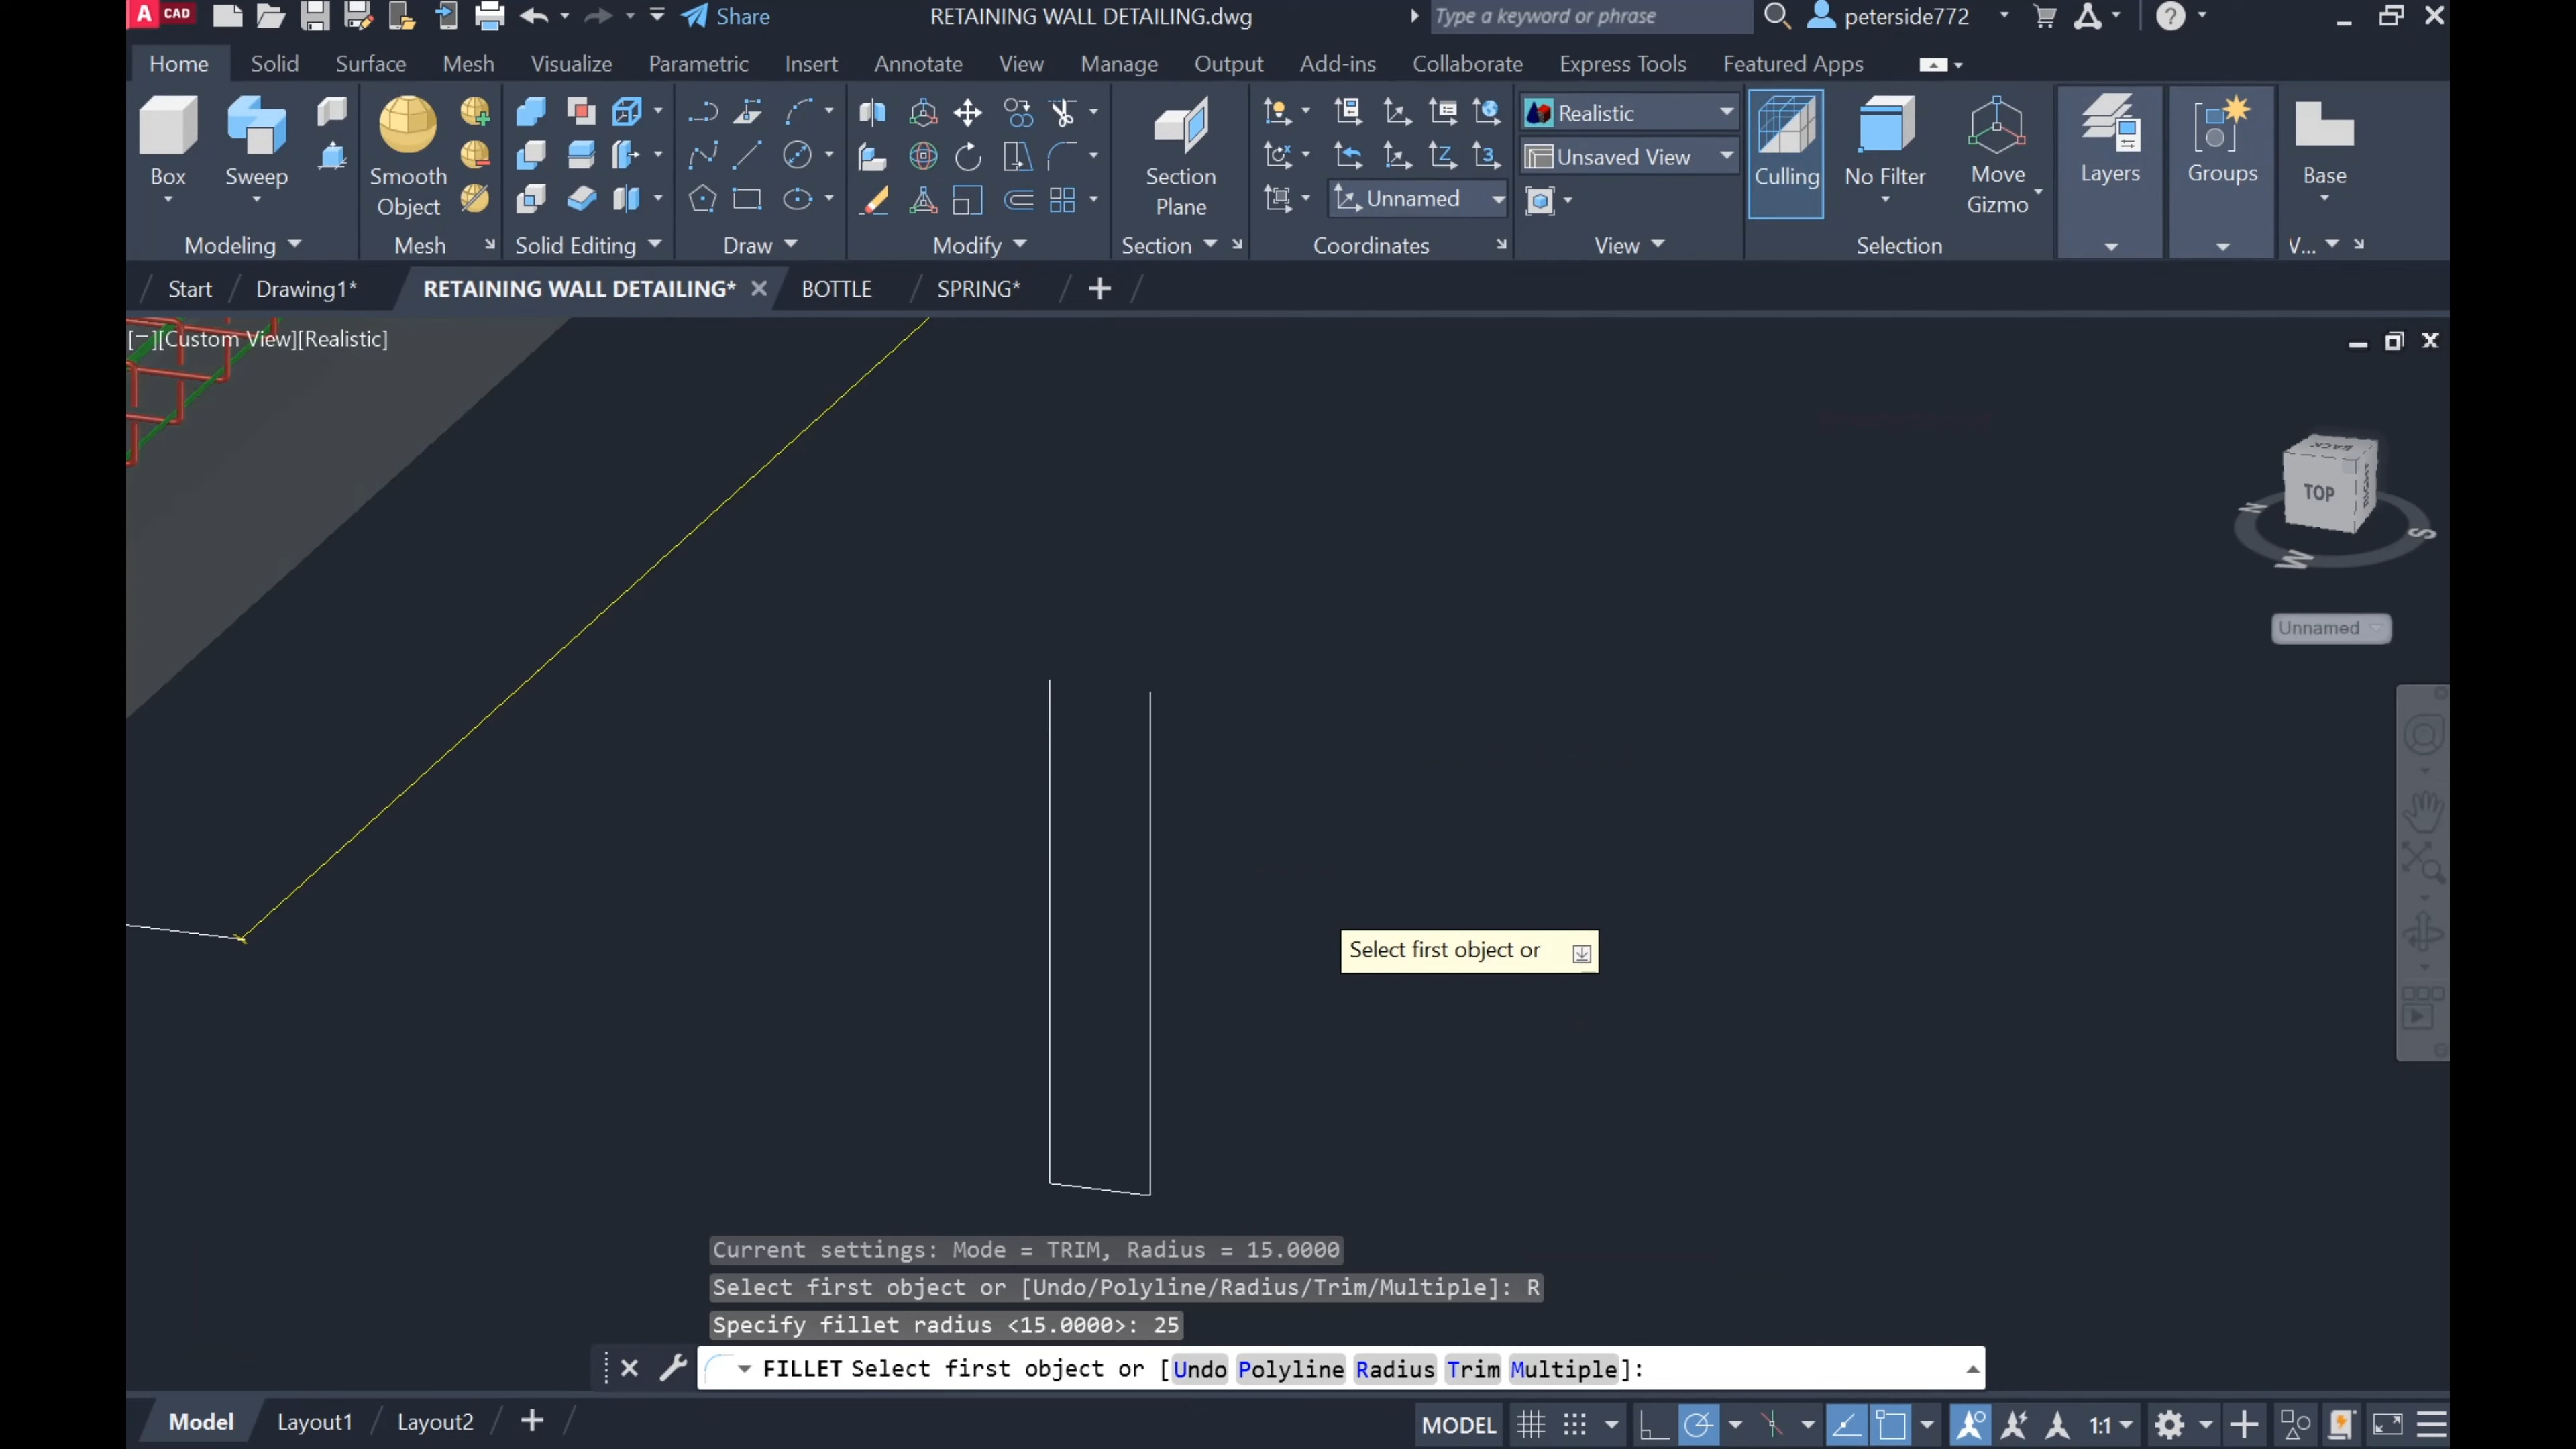 A CAD
Share
RETAINING WALL DETAILING.dwg
Type a keyword or phrase
peterside772
Home Solid Surface Mesh Visualize Parametric Insert Annotate View Manage Output Add-ins Collaborate Express Tools Featured Apps
Box
Sweep
Smooth Object
Section Plane
Realistic
Unsaved View
Unnamed
Culling
No Filter
Move Gizmo
Layers
Groups
Base
Modeling
Mesh
Solid Editing
Draw
Modify
Section
Coordinates
View
Selection
V...
Start
Drawing1*
RETAINING WALL DETAILING*
BOTTLE
SPRING*
[−][Custom View][Realistic]
BACK
TOP
N
S
W
Unnamed
Select first object or
Current settings: Mode = TRIM, Radius = 15.0000
Select first object or [Undo/Polyline/Radius/Trim/Multiple]: R
Specify fillet radius <15.0000>: 25
FILLET Select first object or [Undo Polyline Radius Trim Multiple]:
Model
Layout1
Layout2
MODEL
1:1